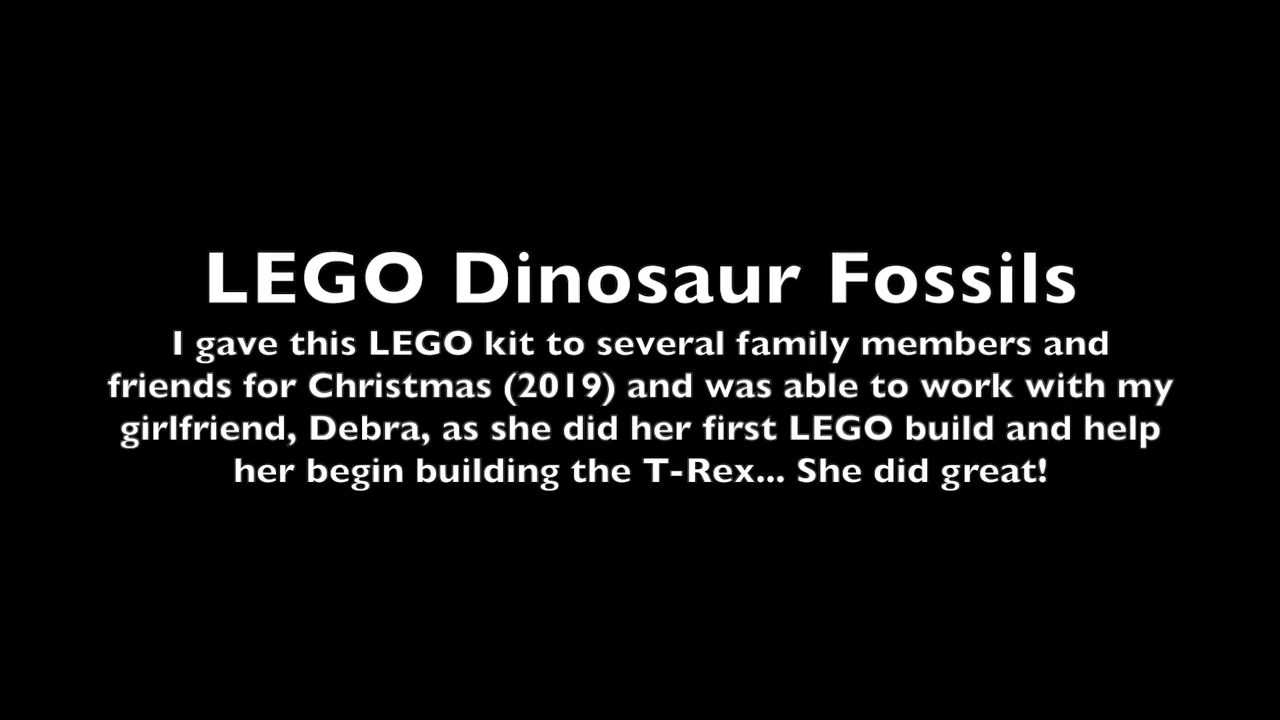 LEGO Dinosaur Fossils
I gave this LEGO kit to several family members and
friends for Christmas (2019) and was able to work with my
girlfriend, Debra, as she did her first LEGO build and help
her begin building the T-Rex... She did great!